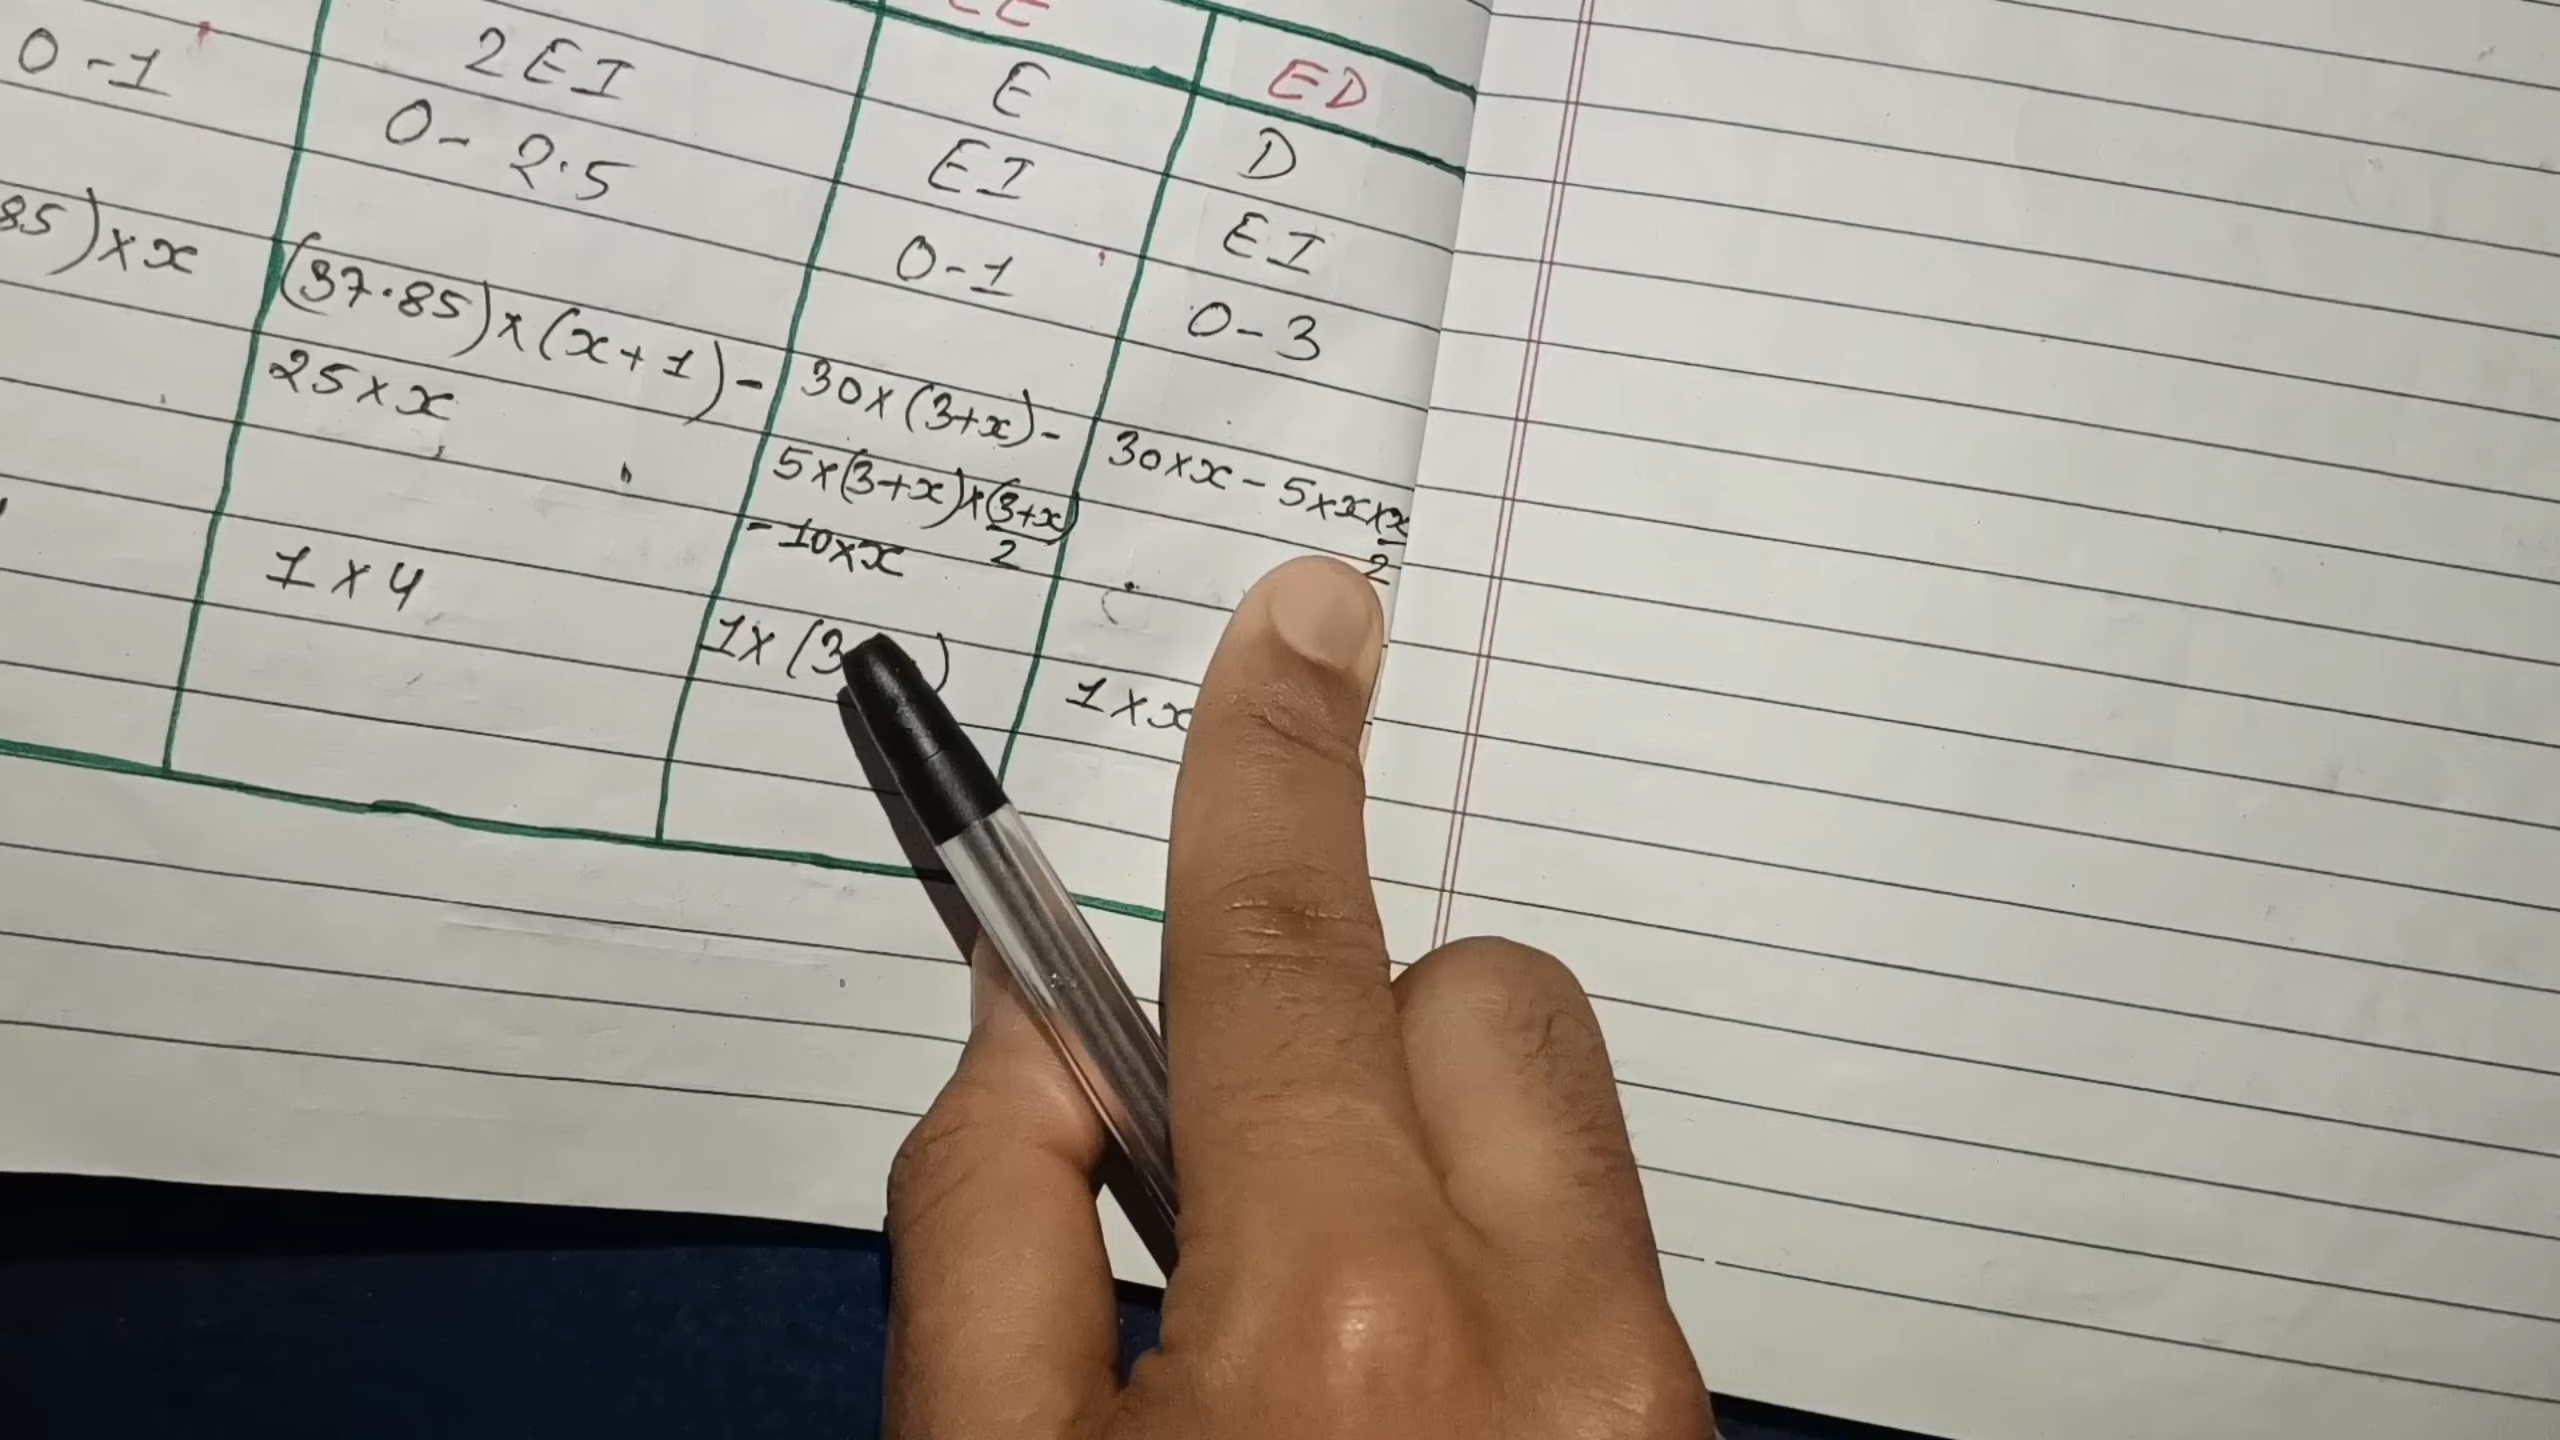 ED
0-1
2EI
E
D
0-2.5
EI
EI
85)×x
(37.85)×(x+1)-
25×x
0-1
0-3
30×(3+x)-
5×(3+x)×(3+x)/2
-10×x
30×x-5×x×x/2
1×4
1×(3 )
1×x